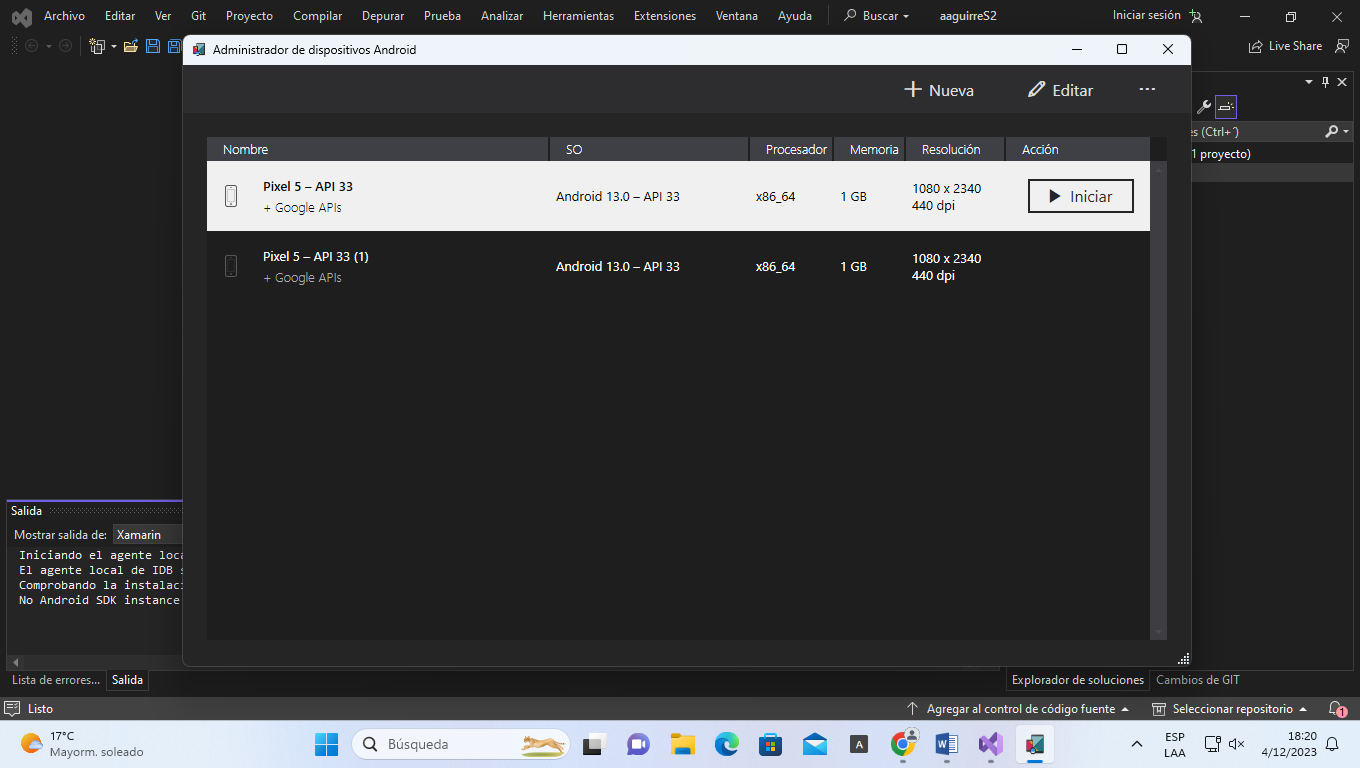 Archivo Editar Ver Git Proyecto Compilar Depurar Prueba Analizar Herramientas Extensiones Ventana Ayuda Buscar aaguirreS2 Iniciar sesión
Live Share
Administrador de dispositivos Android
Nueva Editar ...
Nombre SO Procesador Memoria Resolución Acción
Pixel 5 – API 33
+ Google APIs
Android 13.0 – API 33 x86_64 1 GB
1080 x 2340
440 dpi
Iniciar
Pixel 5 – API 33 (1)
+ Google APIs
Android 13.0 – API 33 x86_64 1 GB
1080 x 2340
440 dpi
es (Ctrl+´)
1 proyecto)
Salida
Mostrar salida de: Xamarin
Iniciando el agente loca
El agente local de IDB s
Comprobando la instalaci
No Android SDK instance
Lista de errores... Salida
Explorador de soluciones Cambios de GIT
Listo Agregar al control de código fuente Seleccionar repositorio 1
17°C
Mayorm. soleado
Búsqueda
A
ESP
LAA
18:20
4/12/2023